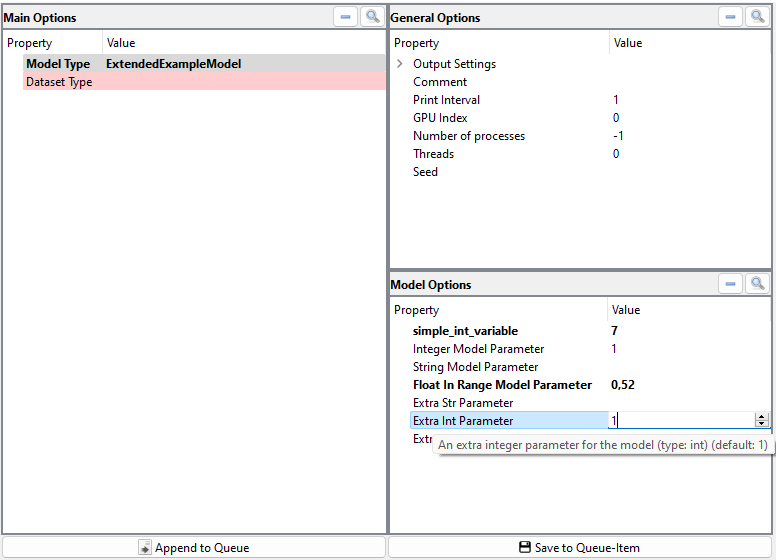 Main Options
Property Value
Model Type ExtendedExampleModel
Dataset Type
General Options
Property Value
Output Settings
Comment
Print Interval 1
GPU Index 0
Number of processes -1
Threads 0
Seed
Model Options
Property Value
simple_int_variable 7
Integer Model Parameter 1
String Model Parameter
Float In Range Model Parameter 0,52
Extra Str Parameter
Extra Int Parameter 1
Extra
An extra integer parameter for the model (type: int) (default: 1)
Append to Queue
Save to Queue-Item